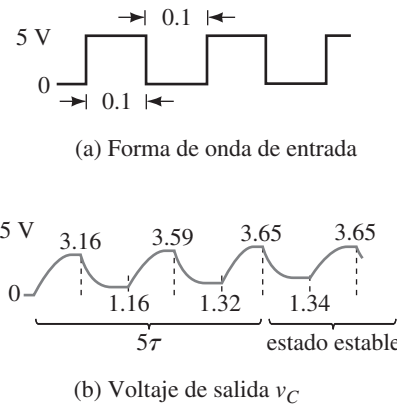 0.1
5 V
0
0.1
(a) Forma de onda de entrada
5 V
3.16 3.59 3.65 3.65
0
1.16 1.32 1.34
5τ estado estable
(b) Voltaje de salida v_C